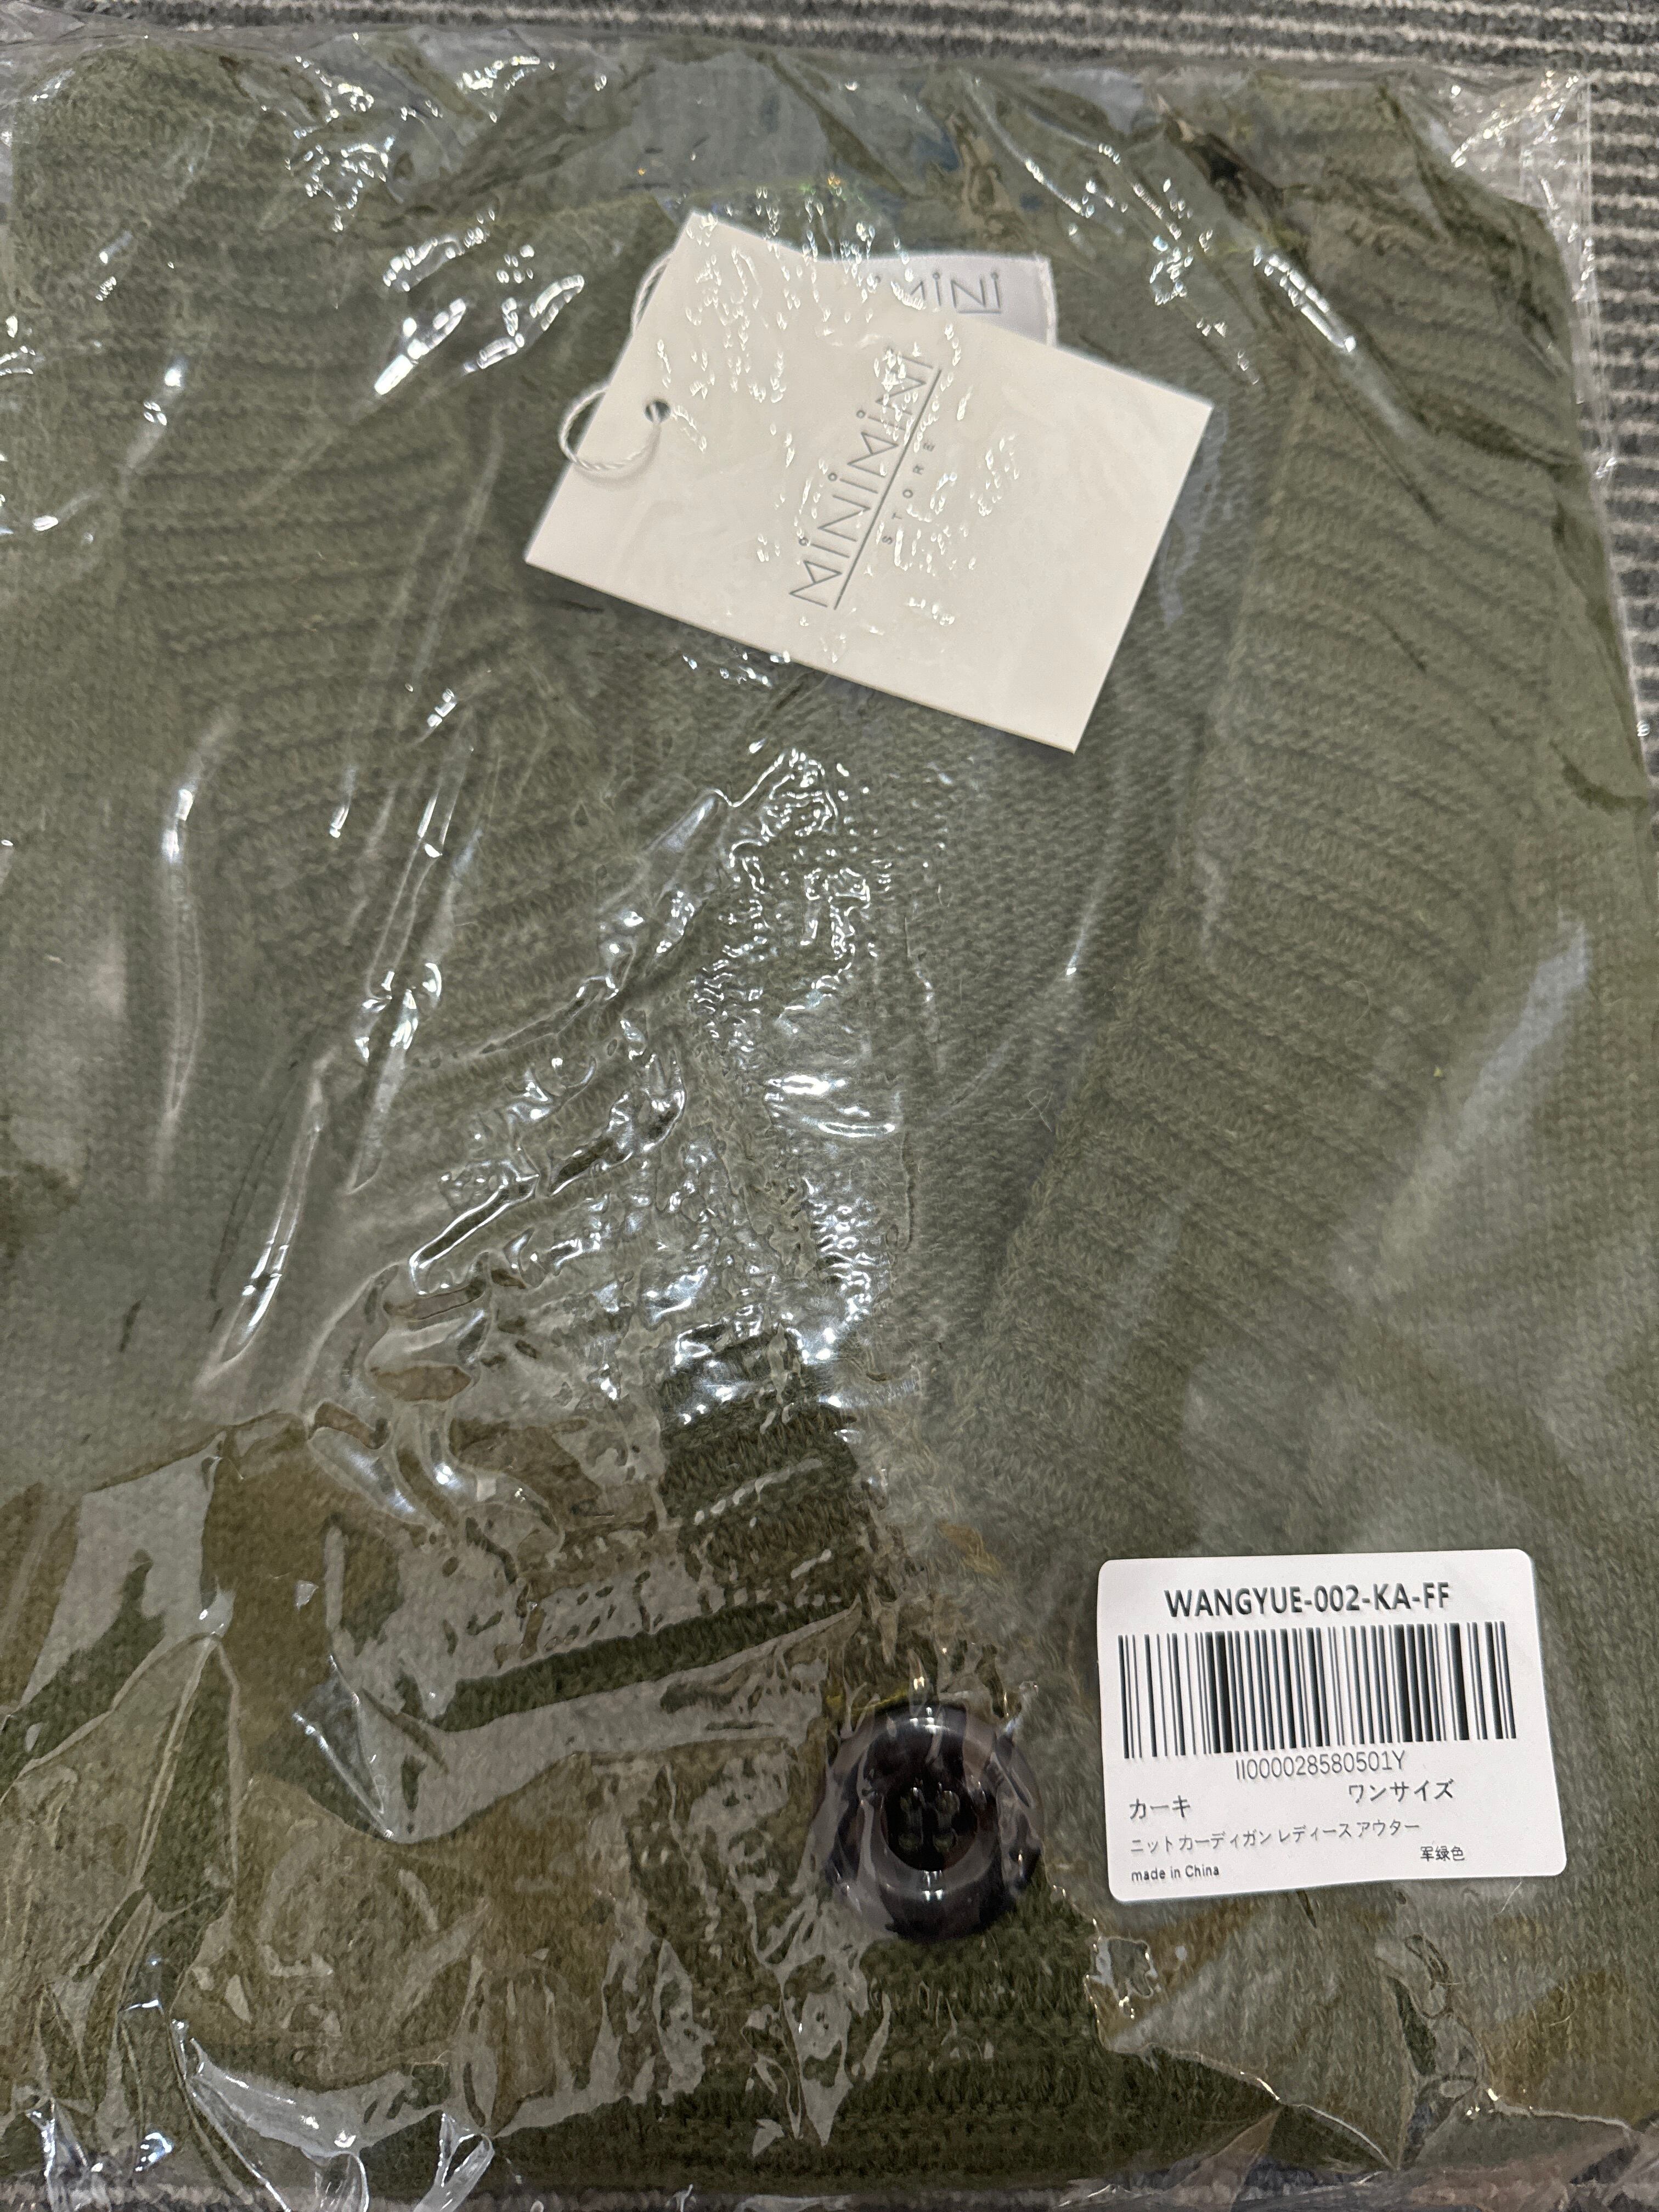 MINI
MINIMINI
STORE
WANGYUE-002-KA-FF
II000028580501Y
カーキ ワンサイズ
ニットカーディガン レディース アウター
军绿色
made in China